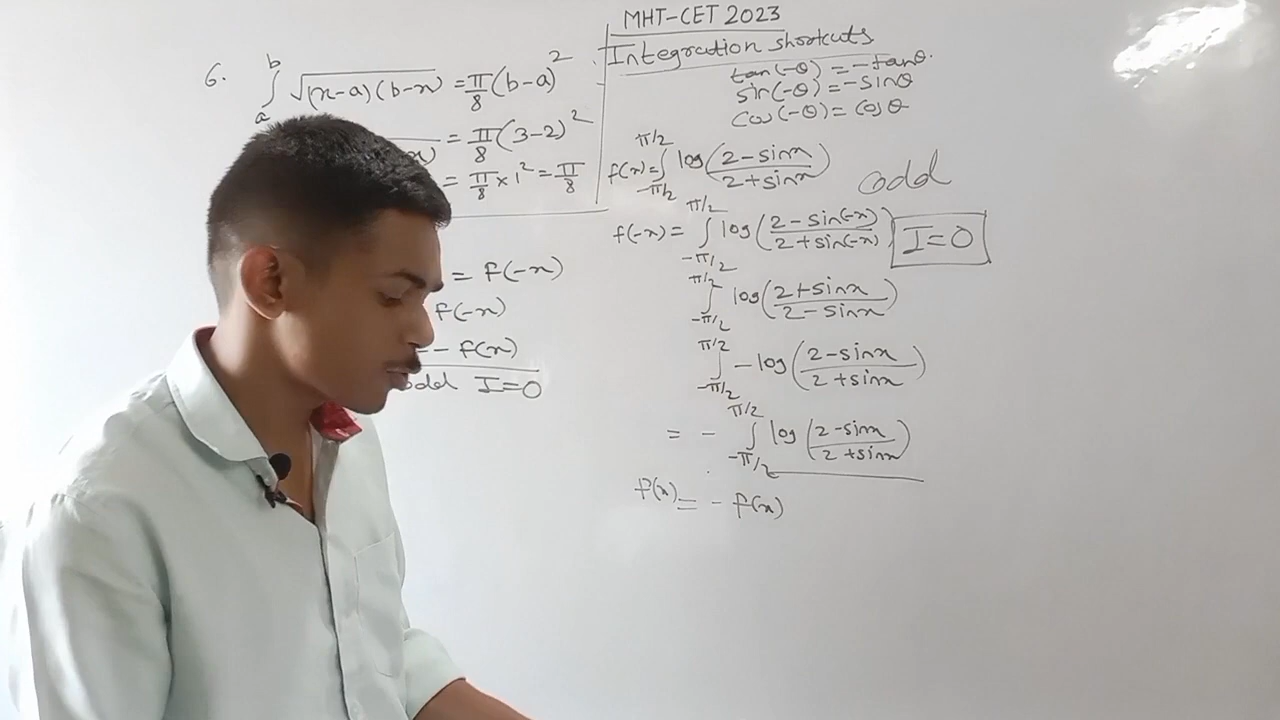 MHT-CET 2023
Integration shortcuts
6. ∫ₐᵇ √(x-a)(b-x) = π/8 (b-a)²
= π/8 (3-2)²
= π/8 × 1² = π/8
= f(-x)
f(-x)
- f(x)
odd I=0
tan(-θ) = -tanθ.
sin(-θ) = -sinθ
cos(-θ) = cosθ
f(x) = ∫_{-π/2}^{π/2} log(2-sinx / 2+sinx)
odd
f(-x) = ∫_{-π/2}^{π/2} log(2-sin(-x) / 2+sin(-x))
I=0
∫_{-π/2}^{π/2} log(2+sinx / 2-sinx)
∫_{-π/2}^{π/2} -log(2-sinx / 2+sinx)
= - ∫_{-π/2}^{π/2} log(2-sinx / 2+sinx)
f(x) = - f(x)